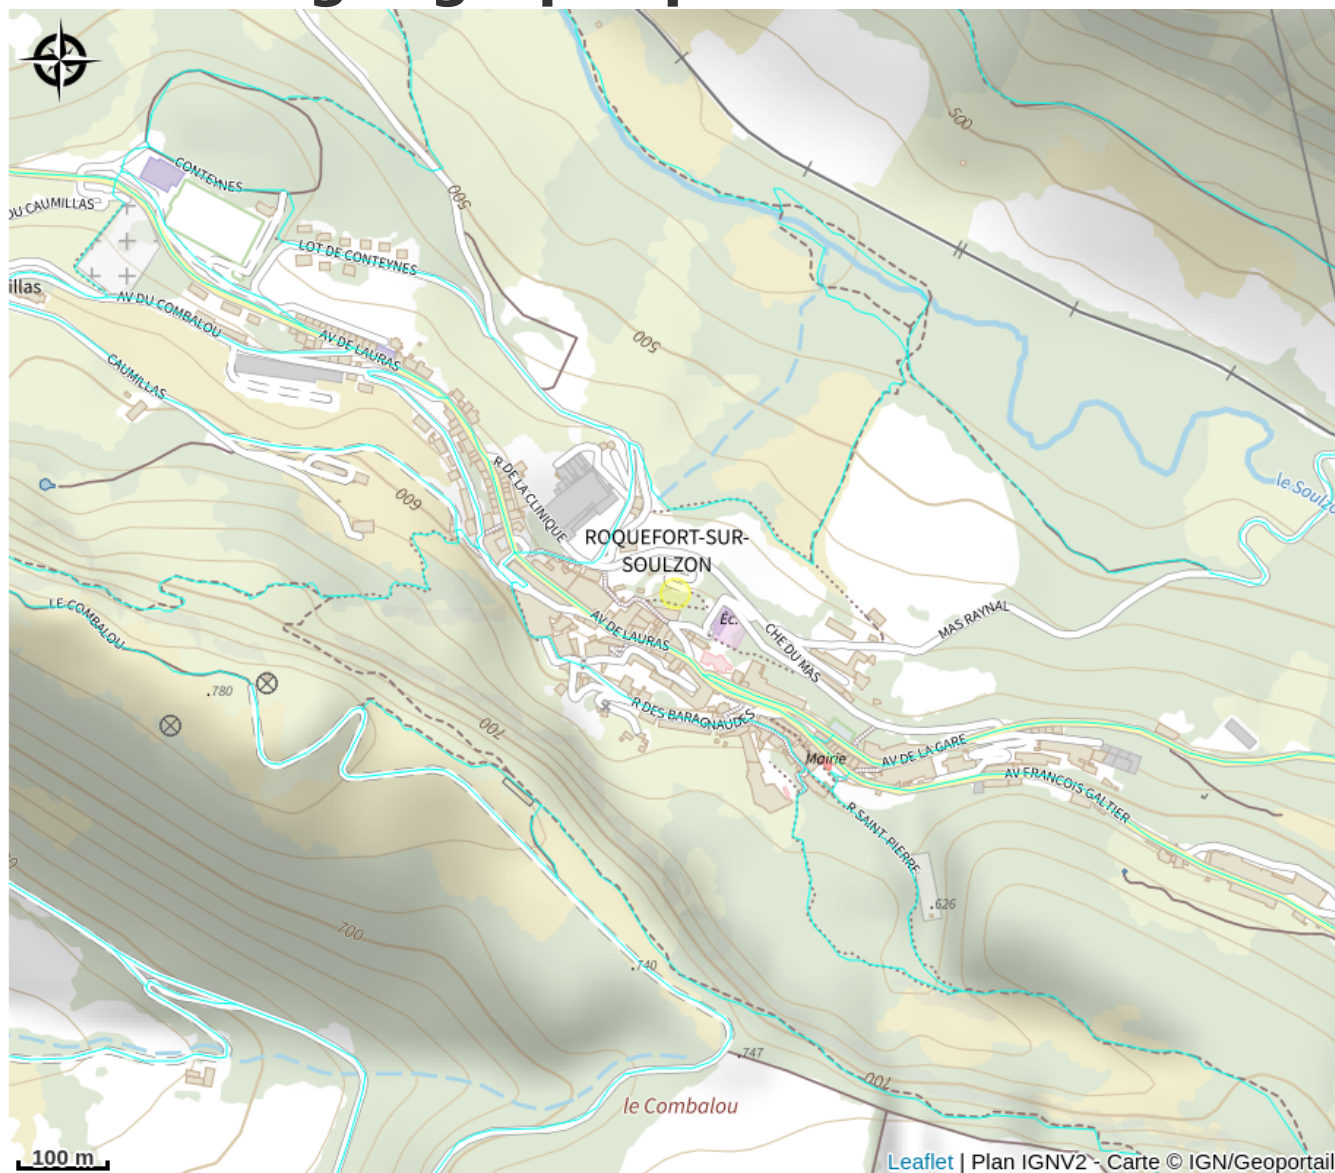 500
500
CONTEYNES
OU CAUMILLAS
LOT DE CONTEYNES
illas
AV DU COMBALOU
AV DE LAURAS
500
CAUMILLAS
600
R DE LA CLINIQUE
le Soulzo
ROQUEFORT-SUR-
SOULZON
LE COMBALOU
AV DE LAURAS
Éc.
CHE DU MAS
MAS RAYNAL
.780
R DES BARAGNAUDES
700
Mairie
AV DE LA GARE
AV FRANCOIS GALTIER
R SAINT-PIERRE
.626
700
.740
.747
700
le Combalou
100 m
Leaflet | Plan IGNV2 - Carte © IGN/Geoportail